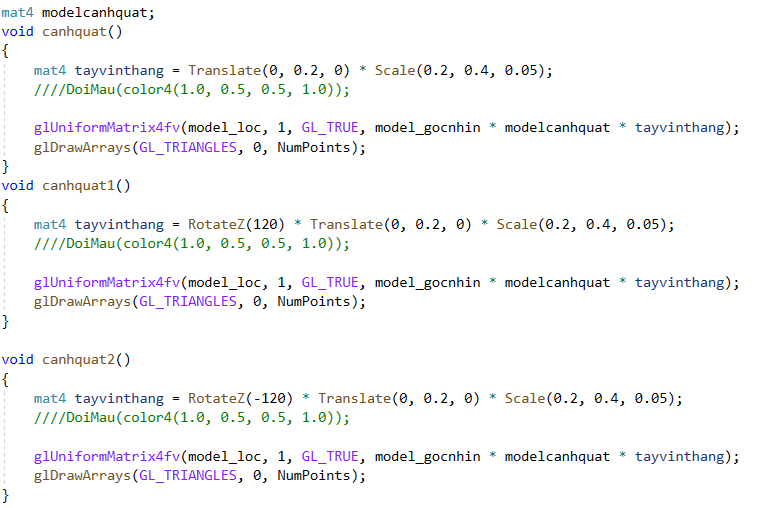 mat4 modelcanhquat;
void canhquat()
{
    mat4 tayvinthang = Translate(0, 0.2, 0) * Scale(0.2, 0.4, 0.05);
    ////DoiMau(color4(1.0, 0.5, 0.5, 1.0));

    glUniformMatrix4fv(model_loc, 1, GL_TRUE, model_gocnhin * modelcanhquat * tayvinthang);
    glDrawArrays(GL_TRIANGLES, 0, NumPoints);
}
void canhquat1()
{
    mat4 tayvinthang = RotateZ(120) * Translate(0, 0.2, 0) * Scale(0.2, 0.4, 0.05);
    ////DoiMau(color4(1.0, 0.5, 0.5, 1.0));

    glUniformMatrix4fv(model_loc, 1, GL_TRUE, model_gocnhin * modelcanhquat * tayvinthang);
    glDrawArrays(GL_TRIANGLES, 0, NumPoints);
}

void canhquat2()
{
    mat4 tayvinthang = RotateZ(-120) * Translate(0, 0.2, 0) * Scale(0.2, 0.4, 0.05);
    ////DoiMau(color4(1.0, 0.5, 0.5, 1.0));

    glUniformMatrix4fv(model_loc, 1, GL_TRUE, model_gocnhin * modelcanhquat * tayvinthang);
    glDrawArrays(GL_TRIANGLES, 0, NumPoints);
}